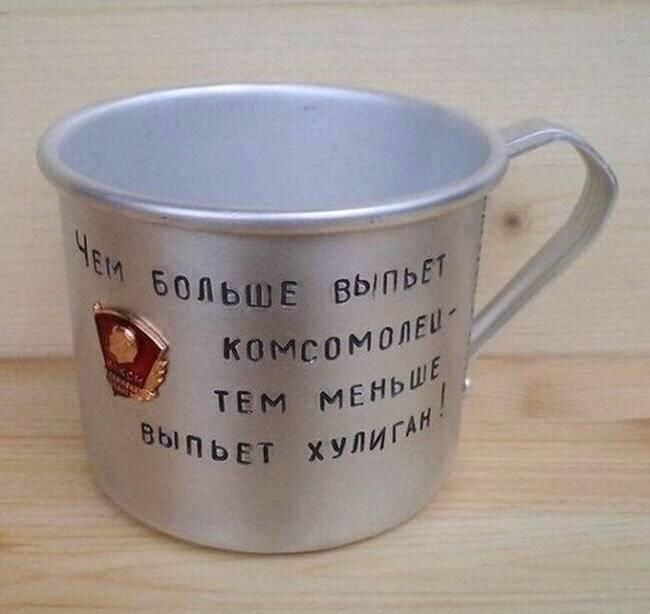 Чем БОЛЬШЕ ВЫПЬЕТ
КОМСОМОЛЕЦ-
ТЕМ МЕНЬШЕ
ВЫПЬЕТ ХУЛИГАН!